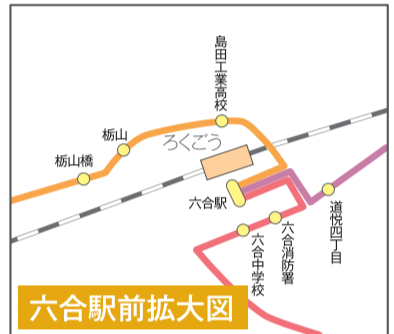 島田工業高校
ろくごう
栃山
栃山橋
六合駅
道悦四丁目
六合消防署
六合中学校
六合駅前拡大図